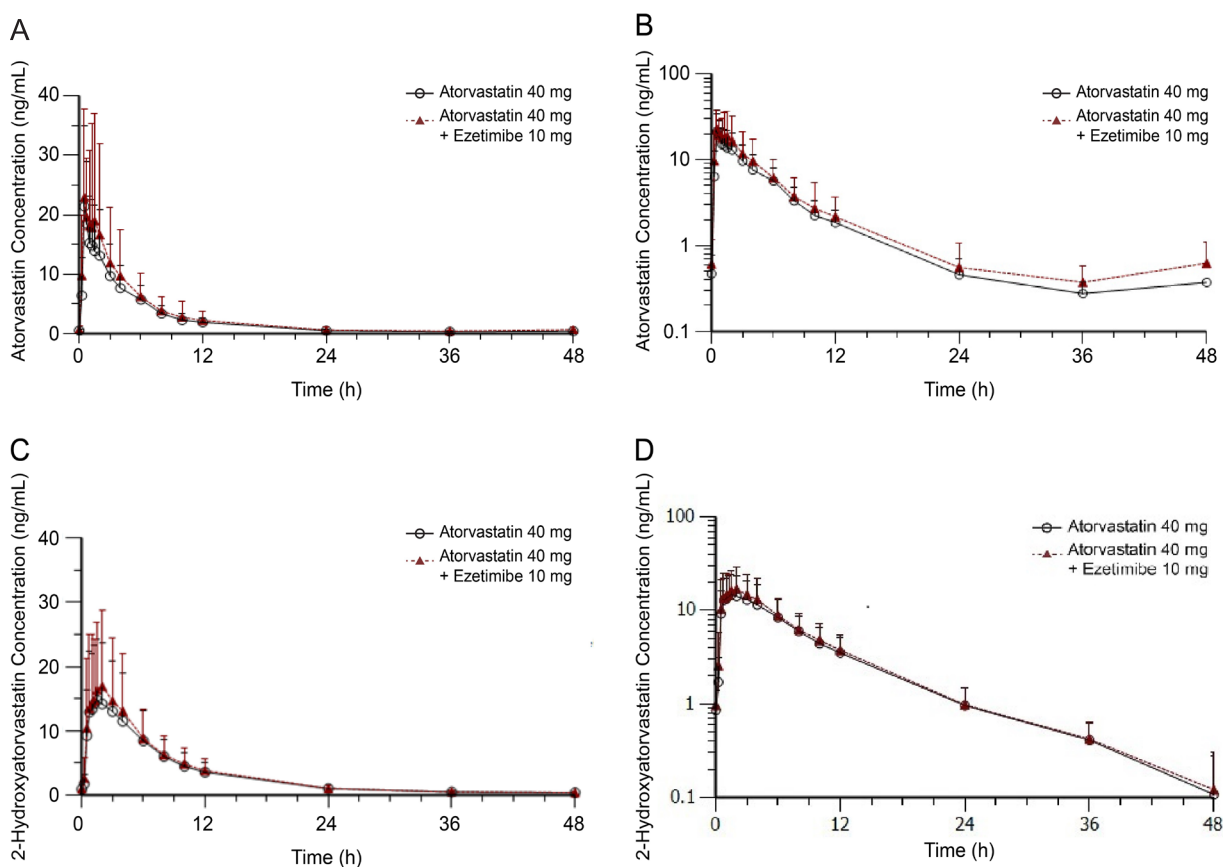 A
Atorvastatin Concentration (ng/mL)
40
30
20
10
0
0
12
24
36
48
Time (h)
Atorvastatin 40 mg
Atorvastatin 40 mg
+ Ezetimibe 10 mg
B
Atorvastatin Concentration (ng/mL)
100
10
1
0.1
0
12
24
36
48
Time (h)
Atorvastatin 40 mg
Atorvastatin 40 mg
+ Ezetimibe 10 mg
C
2-Hydroxyatorvastatin Concentration (ng/mL)
40
30
20
10
0
0
12
24
36
48
Time (h)
Atorvastatin 40 mg
Atorvastatin 40 mg
+ Ezetimibe 10 mg
D
2-Hydroxyatorvastatin Concentration (ng/mL)
100
10
1
0.1
0
12
24
36
48
Time (h)
Atorvastatin 40 mg
Atorvastatin 40 mg
+ Ezetimibe 10 mg